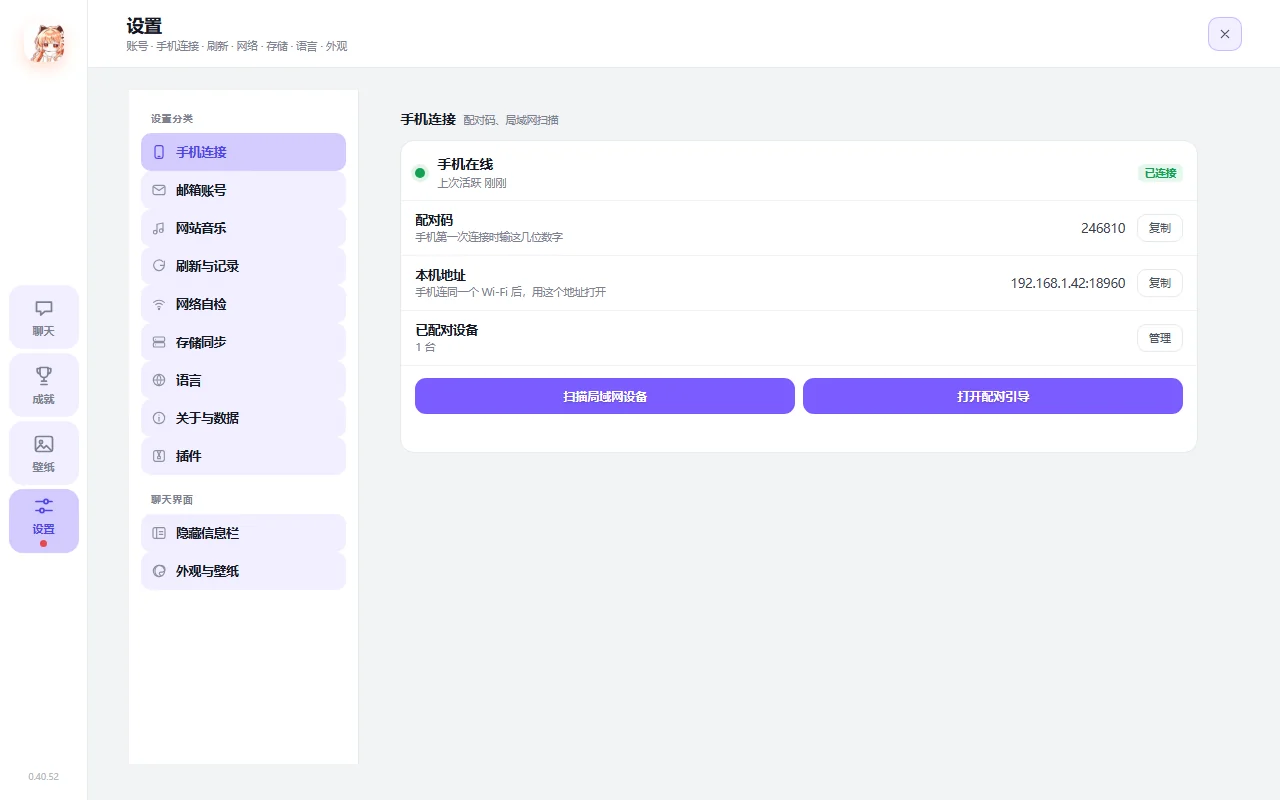 设置
账号 · 手机连接 · 刷新 · 网络 · 存储 · 语言 · 外观
聊天
成就
壁纸
设置
0.40.52
设置分类
手机连接
邮箱账号
网站音乐
刷新与记录
网络自检
存储同步
语言
关于与数据
插件
聊天界面
隐藏信息栏
外观与壁纸
手机连接 配对码、局域网扫描
手机在线
上次活跃 刚刚
已连接
配对码
手机第一次连接时输这几位数字
246810 复制
本机地址
手机连同一个 Wi-Fi 后，用这个地址打开
192.168.1.42:18960 复制
已配对设备
1 台
管理
扫描局域网设备 打开配对引导